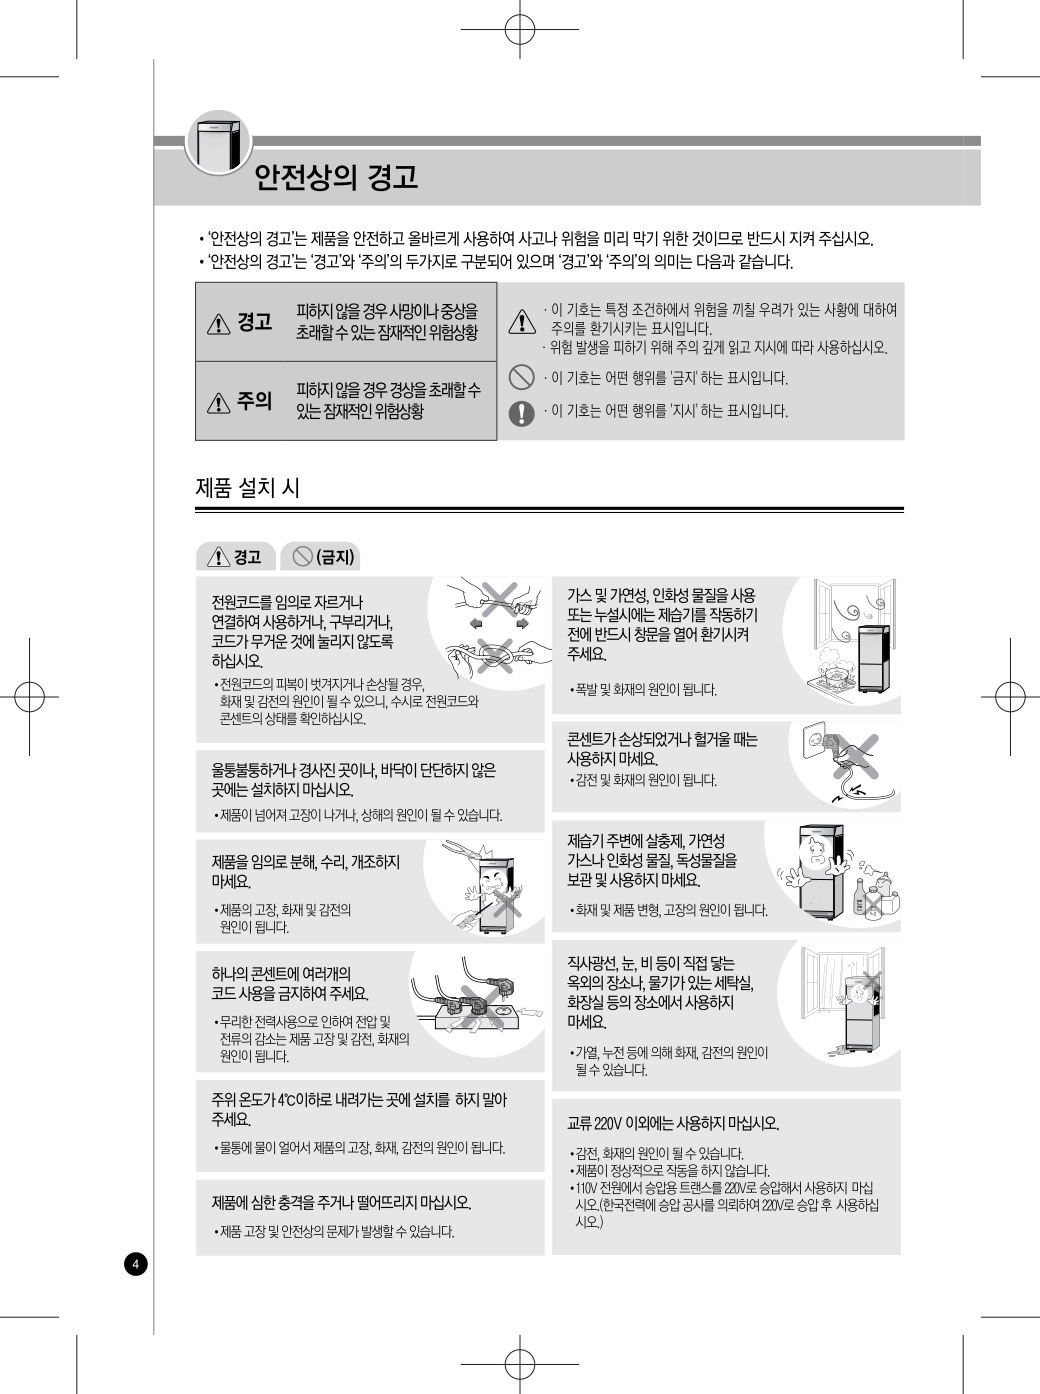 안전상의 경고
• ‘안전상의 경고’는 제품을 안전하고 올바르게 사용하여 사고나 위험을 미리 막기 위한 것이므로 반드시 지켜 주십시오.
• ‘안전상의 경고’는 ‘경고’와 ‘주의’의 두가지로 구분되어 있으며 ‘경고’와 ‘주의’의 의미는 다음과 같습니다.
경고
피하지 않을 경우 사망이나 중상을
초래할 수 있는 잠재적인 위험상황
주의
피하지 않을 경우 경상을 초래할 수
있는 잠재적인 위험상황
· 이 기호는 특정 조건하에서 위험을 끼칠 우려가 있는 사황에 대하여
주의를 환기시키는 표시입니다.
· 위험 발생을 피하기 위해 주의 깊게 읽고 지시에 따라 사용하십시오.
· 이 기호는 어떤 행위를 '금지' 하는 표시입니다.
· 이 기호는 어떤 행위를 '지시' 하는 표시입니다.
제품 설치 시
경고
(금지)
전원코드를 임의로 자르거나
연결하여 사용하거나, 구부리거나,
코드가 무거운 것에 눌리지 않도록
하십시오.
• 전원코드의 피복이 벗겨지거나 손상될 경우,
화재 및 감전의 원인이 될 수 있으니, 수시로 전원코드와
콘센트의 상태를 확인하십시오.
울퉁불퉁하거나 경사진 곳이나, 바닥이 단단하지 않은
곳에는 설치하지 마십시오.
• 제품이 넘어져 고장이 나거나, 상해의 원인이 될 수 있습니다.
제품을 임의로 분해, 수리, 개조하지
마세요.
• 제품의 고장, 화재 및 감전의
원인이 됩니다.
하나의 콘센트에 여러개의
코드 사용을 금지하여 주세요.
• 무리한 전력사용으로 인하여 전압 및
전류의 감소는 제품 고장 및 감전, 화재의
원인이 됩니다.
주위 온도가 4℃이하로 내려가는 곳에 설치를 하지 말아
주세요.
• 물통에 물이 얼어서 제품의 고장, 화재, 감전의 원인이 됩니다.
제품에 심한 충격을 주거나 떨어뜨리지 마십시오.
• 제품 고장 및 안전상의 문제가 발생할 수 있습니다.
가스 및 가연성, 인화성 물질을 사용
또는 누설시에는 제습기를 작동하기
전에 반드시 창문을 열어 환기시켜
주세요.
• 폭발 및 화재의 원인이 됩니다.
콘센트가 손상되었거나 헐거울 때는
사용하지 마세요.
• 감전 및 화재의 원인이 됩니다.
제습기 주변에 살충제, 가연성
가스나 인화성 물질, 독성물질을
보관 및 사용하지 마세요.
• 화재 및 제품 변형, 고장의 원인이 됩니다.
직사광선, 눈, 비 등이 직접 닿는
옥외의 장소나, 물기가 있는 세탁실,
화장실 등의 장소에서 사용하지
마세요.
• 가열, 누전 등에 의해 화재, 감전의 원인이
될 수 있습니다.
교류 220V 이외에는 사용하지 마십시오.
• 감전, 화재의 원인이 될 수 있습니다.
• 제품이 정상적으로 작동을 하지 않습니다.
• 110V 전원에서 승압용 트랜스를 220V로 승압해서 사용하지 마십
시오.(한국전력에 승압 공사를 의뢰하여 220V로 승압 후 사용하십
시오.)
4